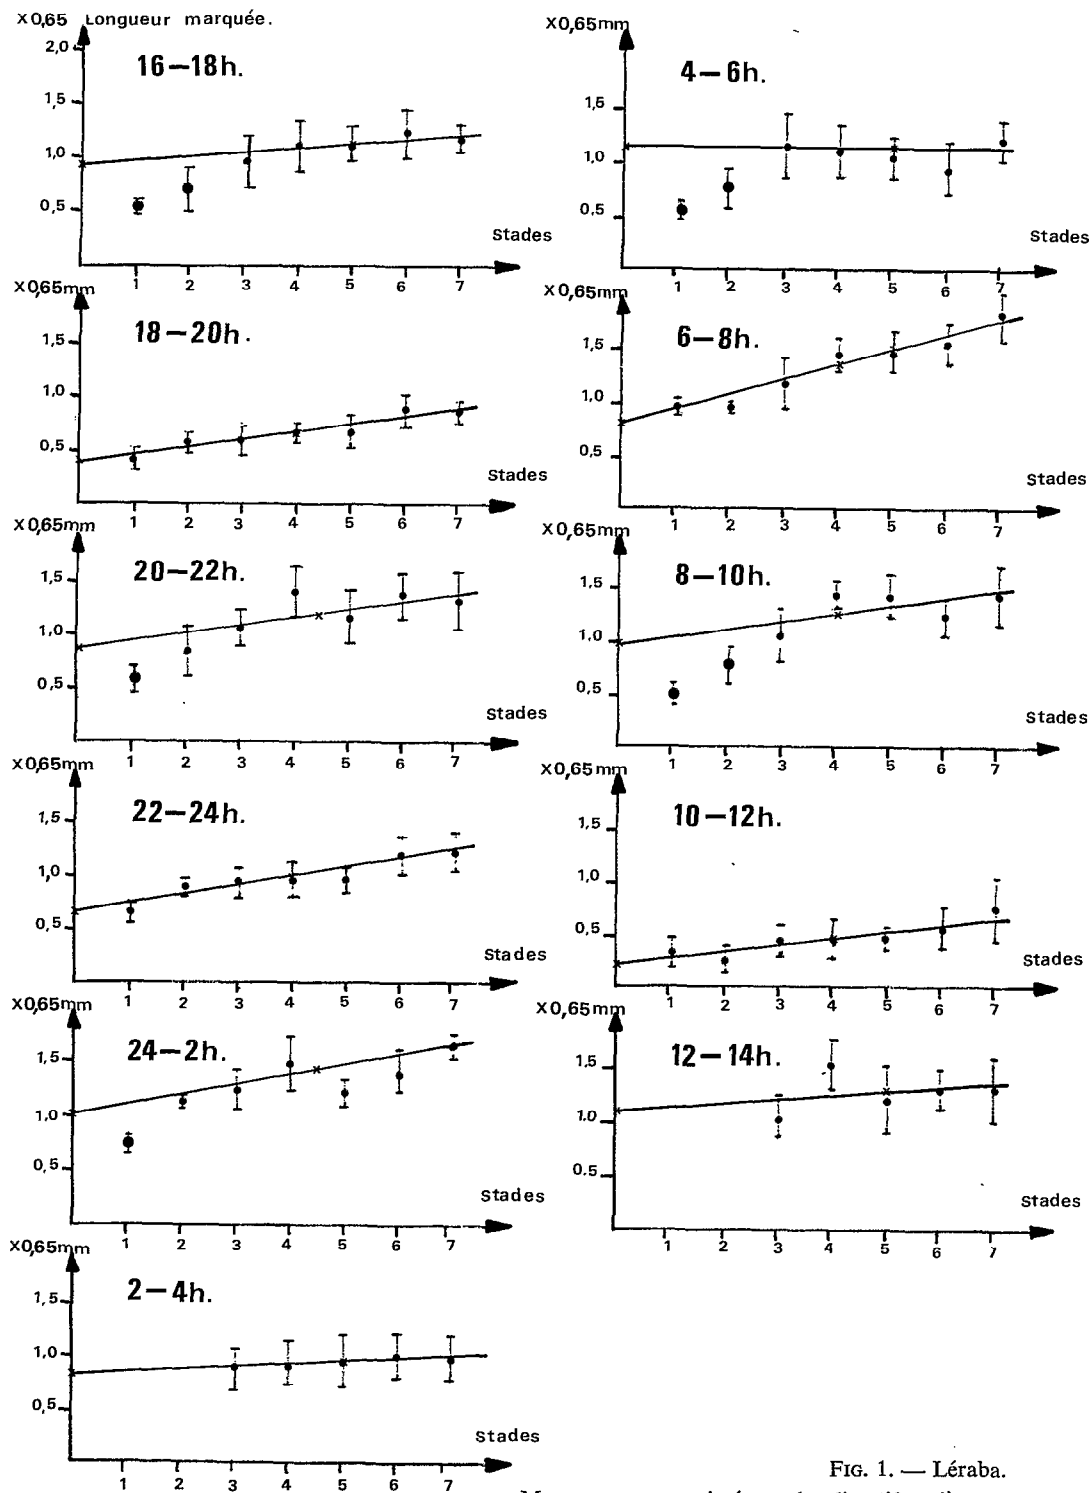 X0,65 Longueur marquée.
2,0
16–18h.
1,5
1,0
0,5
Stades
1 2 3 4 5 6 7
X0,65mm
18–20h.
1,5
1,0
0,5
Stades
1 2 3 4 5 6 7
X0,65mm
20–22h.
1,5
1,0
0,5
Stades
1 2 3 4 5 6 7
X0,65mm
22–24h.
1,5
1,0
0,5
Stades
1 2 3 4 5 6 7
X0,65mm
24–2h.
1,5
1,0
0,5
Stades
1 2 3 4 5 6 7
X0,65mm
2–4h.
1,5
1,0
0,5
Stades
1 2 3 4 5 6 7
X0,65mm
4–6h.
1,5
1,0
0,5
Stades
1 2 3 4 5 6 7
X0,65mm
6–8h.
1,5
1,0
0,5
Stades
1 2 3 4 5 6 7
X0,65mm
8–10h.
1,5
1,0
0,5
Stades
1 2 3 4 5 6 7
X0,65mm
10–12h.
1,5
1,0
0,5
Stades
1 2 3 4 5 6 7
X0,65mm
12–14h.
1,5
1,0
0.5
Stades
1 2 3 4 5 6 7
FIG. 1. — Léraba.